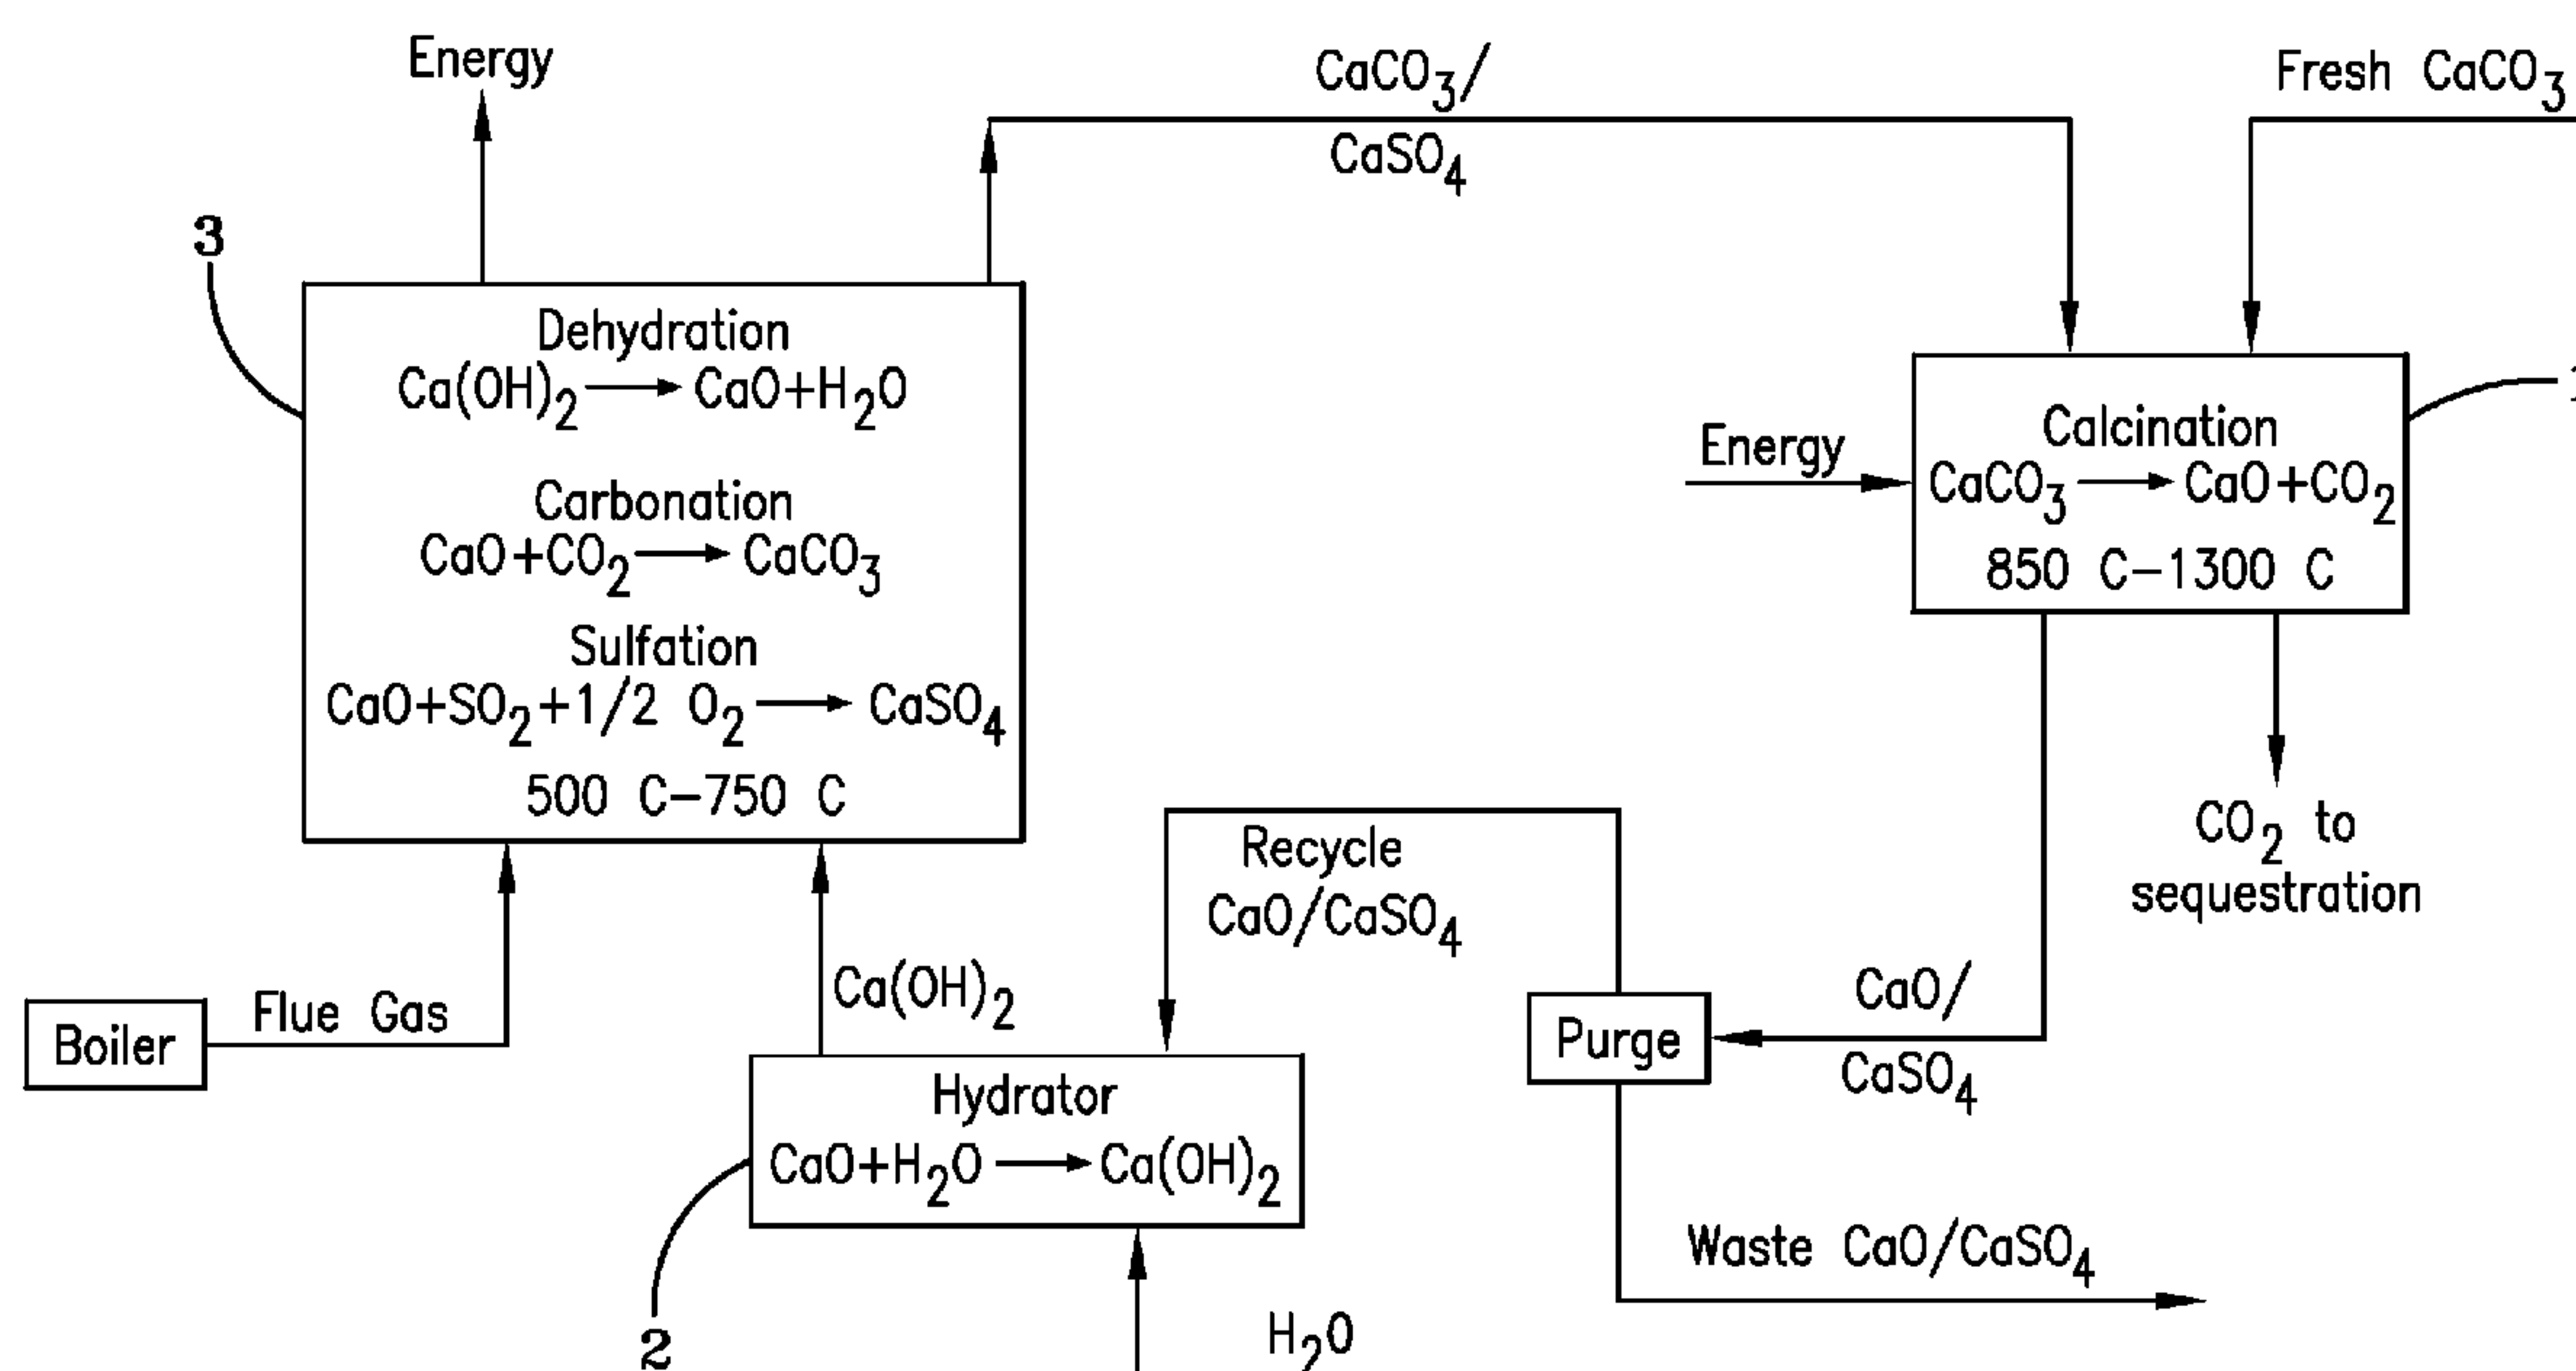 Energy
CaCO3/
CaSO4
Fresh CaCO3
3
Dehydration
Ca(OH)2 → CaO+H2O
Carbonation
CaO+CO2 → CaCO3
Sulfation
CaO+SO2+1/2 O2 → CaSO4
500 C-750 C
Energy
Calcination
CaCO3 → CaO+CO2
850 C-1300 C
1
CO2 to
sequestration
Recycle
CaO/CaSO4
CaO/
CaSO4
Purge
Boiler
Flue Gas
Ca(OH)2
Hydrator
CaO+H2O → Ca(OH)2
2
H2O
Waste CaO/CaSO4